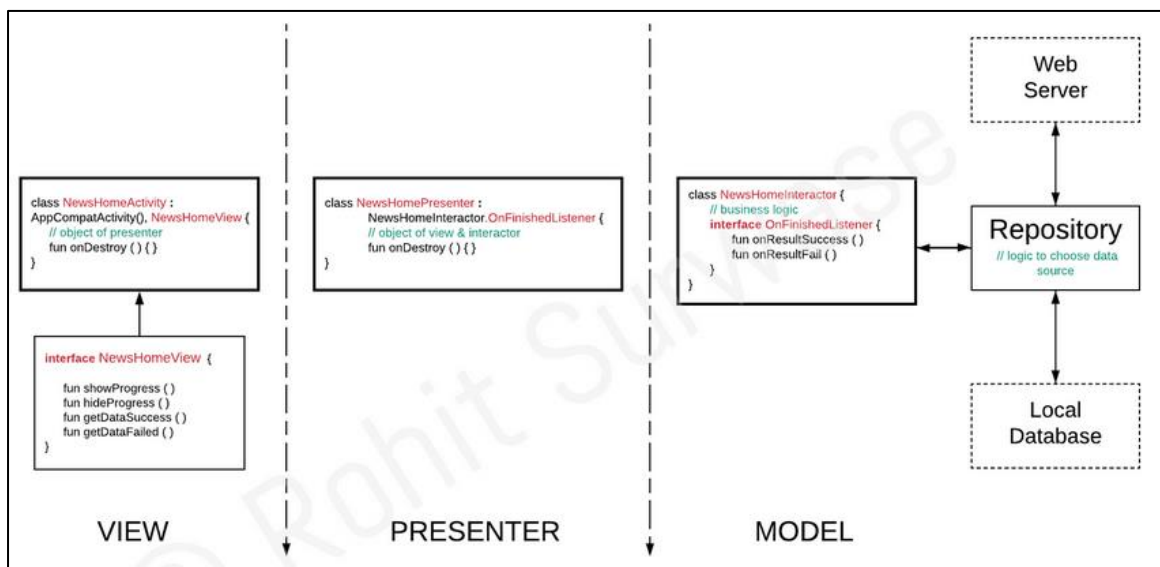 class NewsHomeActivity :
AppCompatActivity(), NewsHomeView {
// object of presenter
fun onDestroy ( ) { }
}
interface NewsHomeView {
fun showProgress ( )
fun hideProgress ( )
fun getDataSuccess ( )
fun getDataFailed ( )
}
VIEW
class NewsHomePresenter :
NewsHomeInteractor.OnFinishedListener {
// object of view & interactor
fun onDestroy ( ) { }
}
PRESENTER
class NewsHomeInteractor {
// business logic
interface OnFinishedListener {
fun onResultSuccess ( )
fun onResultFail ( )
}
}
MODEL
Web
Server
Repository
// logic to choose data
source
Local
Database
© Rohit Surwase